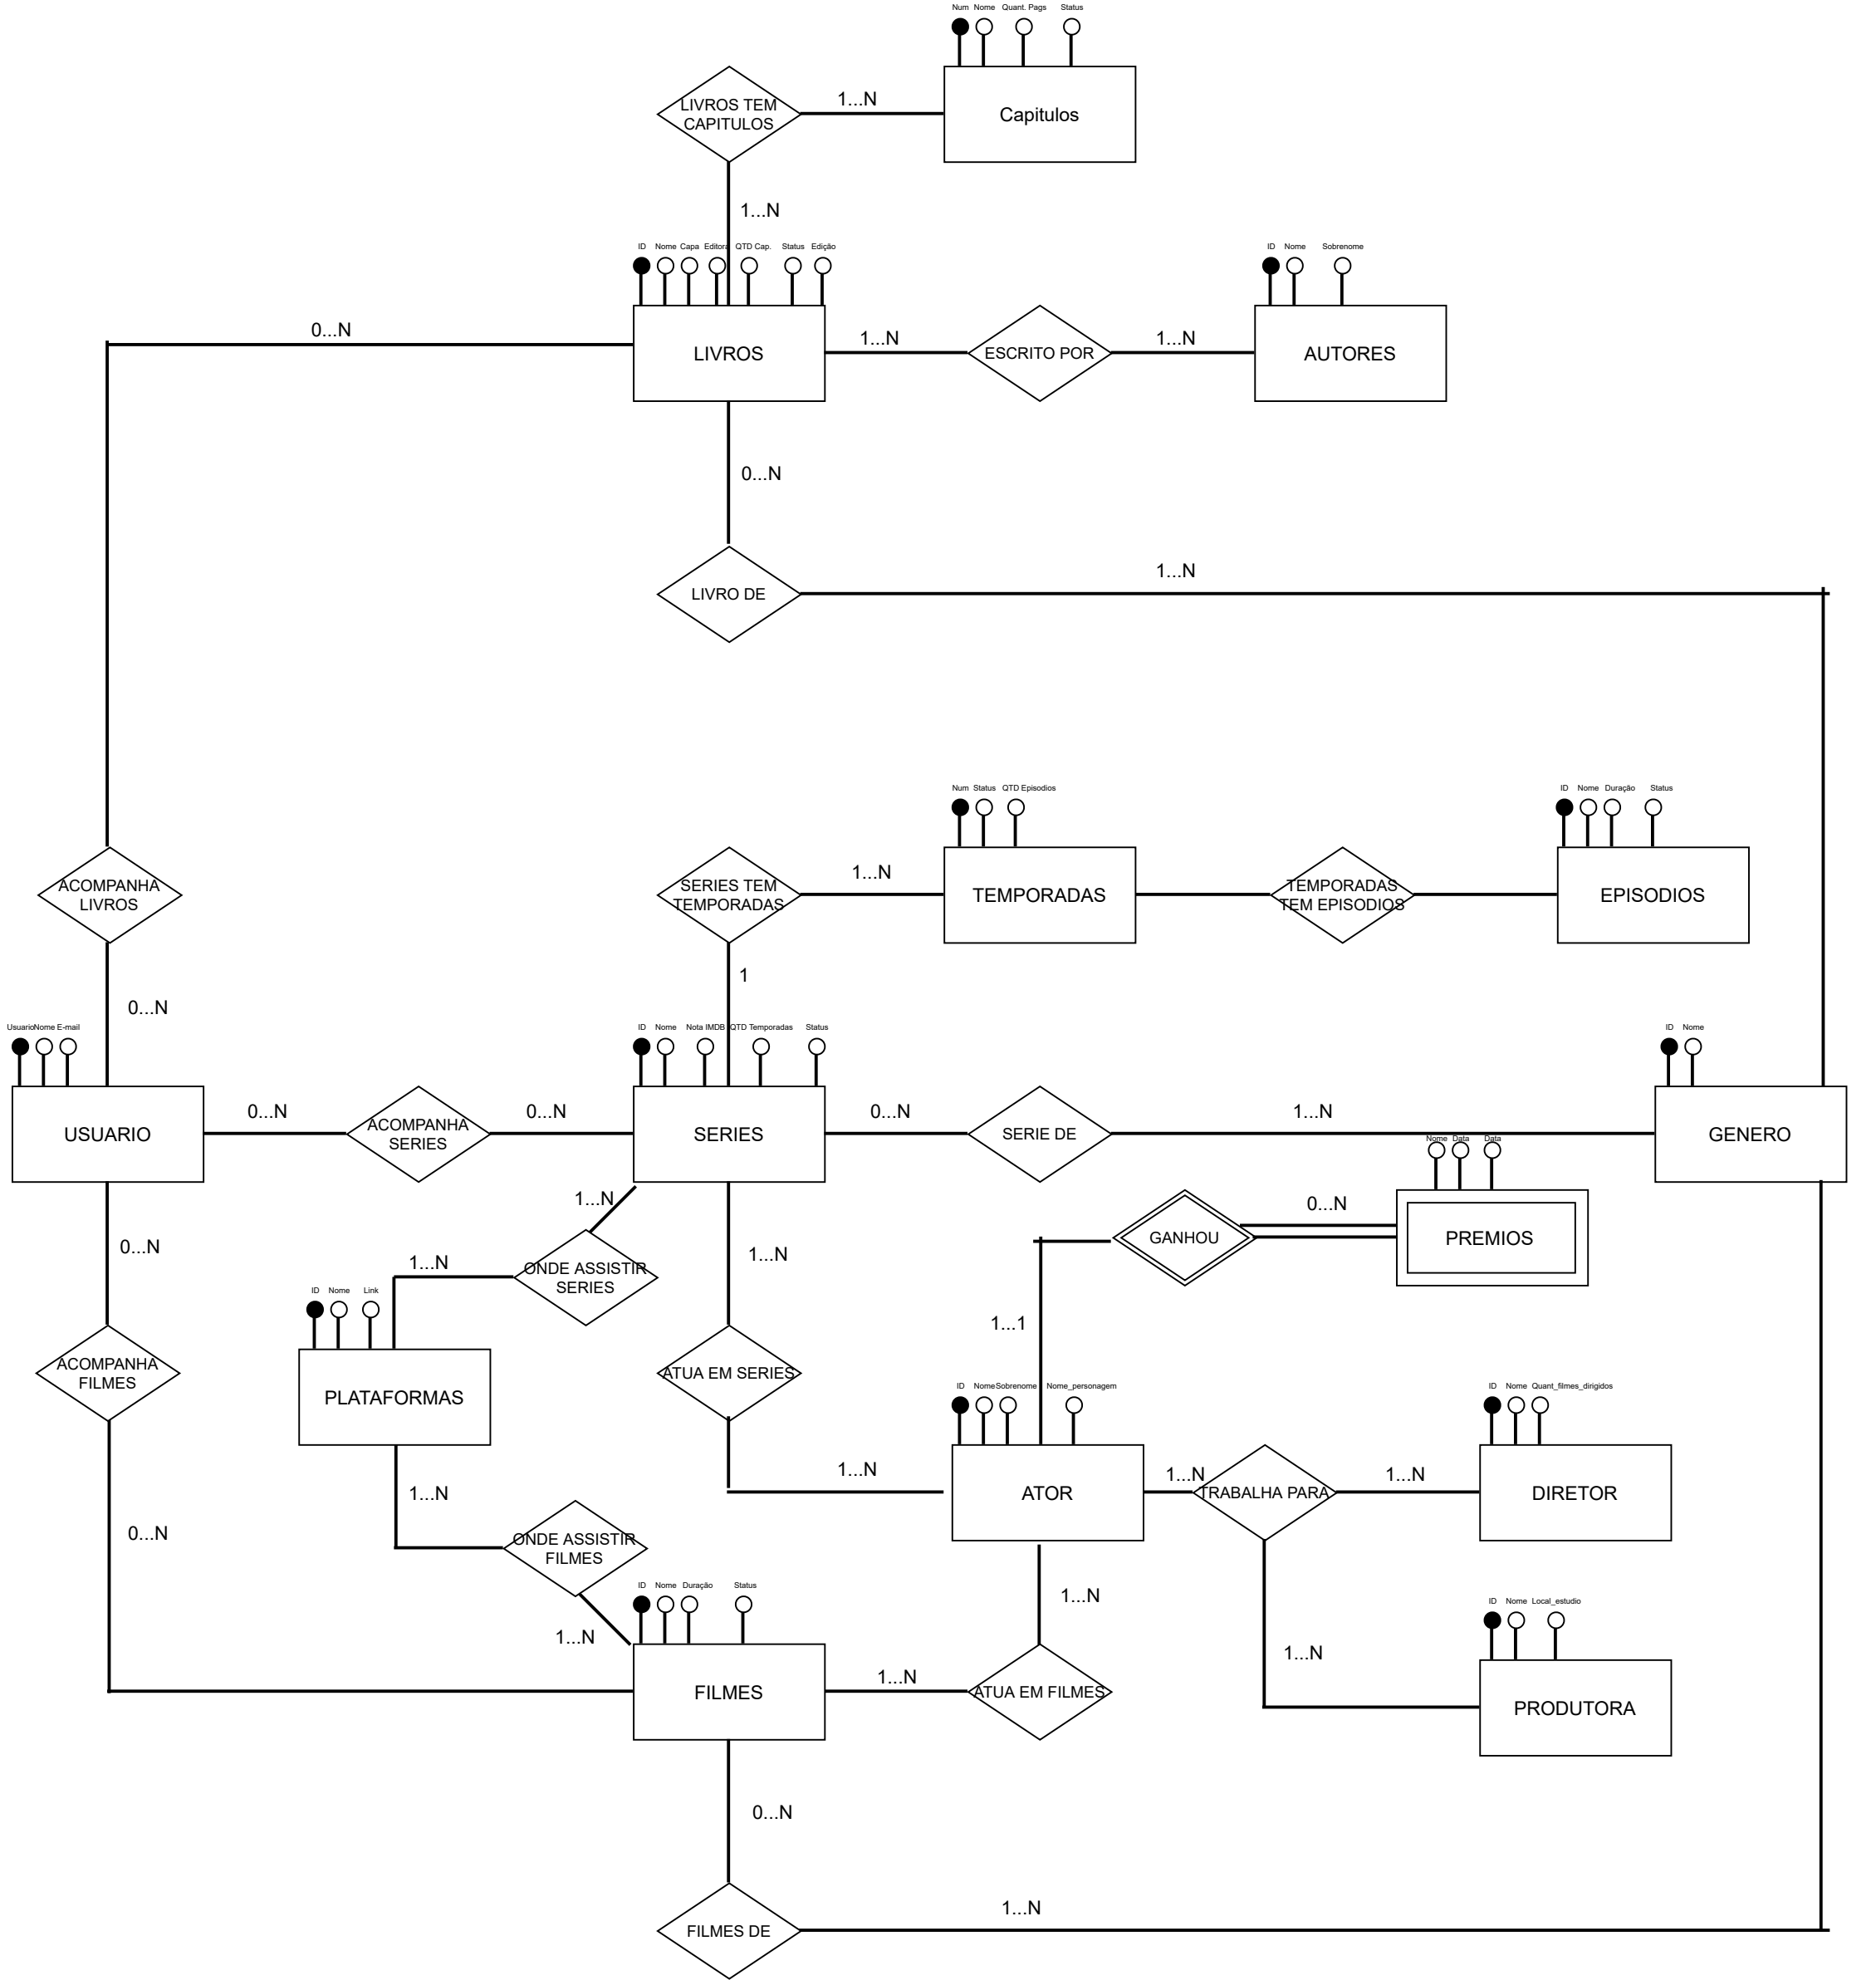 Num Nome Quant. Pags Status
LIVROS TEM
CAPITULOS
1...N
Capitulos
1...N
ID Nome Capa Editora QTD Cap. Status Edição
ID Nome Sobrenome
0...N
LIVROS
1...N
ESCRITO POR
1...N
AUTORES
0...N
LIVRO DE
1...N
Num Status QTD Episodios
ID Nome Duração Status
ACOMPANHA
LIVROS
SERIES TEM
TEMPORADAS
1...N
TEMPORADAS
TEMPORADAS
TEM EPISODIOS
EPISODIOS
1
0...N
Usuario Nome E-mail
ID Nome Nota IMDB QTD Temporadas Status
ID Nome
USUARIO
0...N
ACOMPANHA
SERIES
0...N
SERIES
0...N
SERIE DE
1...N
GENERO
Nome Data Data
1...N
0...N
GANHOU
PREMIOS
0...N
1...N
1...N
ONDE ASSISTIR
SERIES
ID Nome Link
1...1
ACOMPANHA
FILMES
PLATAFORMAS
ATUA EM SERIES
ID Nome Sobrenome Nome_personagem
ID Nome Quant_filmes_dirigidos
1...N
1...N
ATOR
1...N
TRABALHA PARA
1...N
DIRETOR
0...N
ONDE ASSISTIR
FILMES
ID Nome Duração Status
1...N
ID Nome Local_estudio
1...N
1...N
FILMES
1...N
ATUA EM FILMES
PRODUTORA
0...N
FILMES DE
1...N